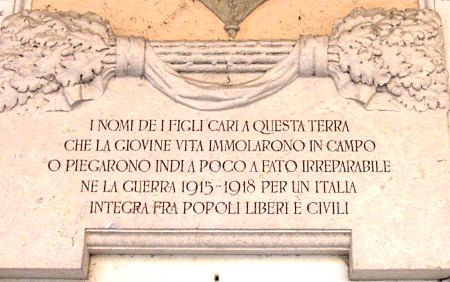 I NOMI DE I FIGLI CARI A QUESTA TERRA
CHE LA GIOVINE VITA IMMOLARONO IN CAMPO
O PIEGARONO INDI A POCO A FATO IRREPARABILE
NE LA GUERRA 1915-1918 PER UN ITALIA
INTEGRA FRA POPOLI LIBERI E CIVILI